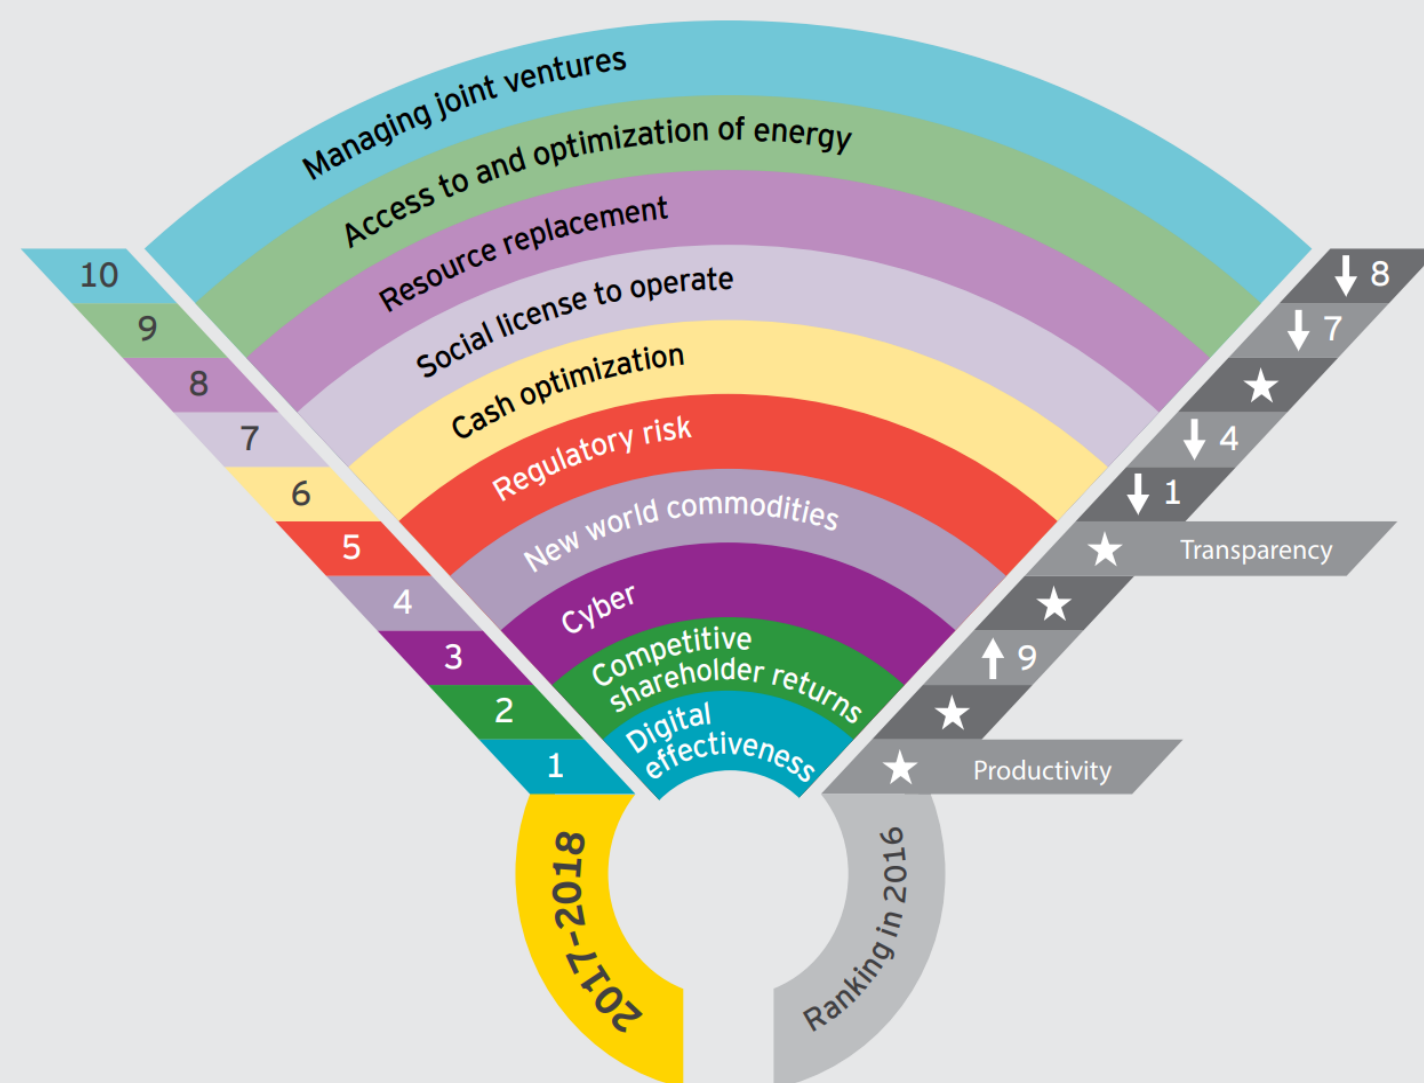 Managing joint ventures
Access to and optimization of energy
Resource replacement
Social license to operate
Cash optimization
Regulatory risk
New world commodities
Cyber
Competitive
shareholder returns
Digital
effectiveness
10
9
8
7
6
5
4
3
2
1
↓ 8
↓ 7
★
↓ 4
↓ 1
★ Transparency
★
↑ 9
★
★ Productivity
2017-2018
Ranking in 2016